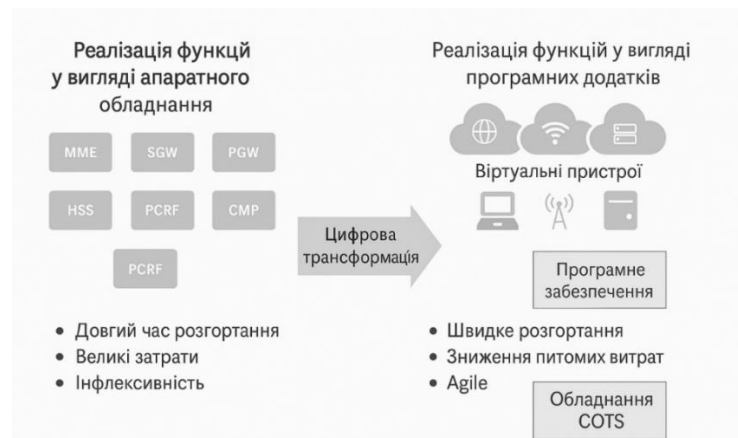 Реалізація функцй
у вигляді апаратного
обладнання
MME SGW PGW
HSS PCRF CMP
PCRF
• Довгий час розгортання
• Великі затрати
• Інфлексивність
Цифрова
трансформація
Реалізація функцій у вигляді
програмних додатків
Віртуальні пристрої
Програмне
забезпечення
• Швидке розгортання
• Зниження питомих витрат
• Agile
Обладнання
COTS